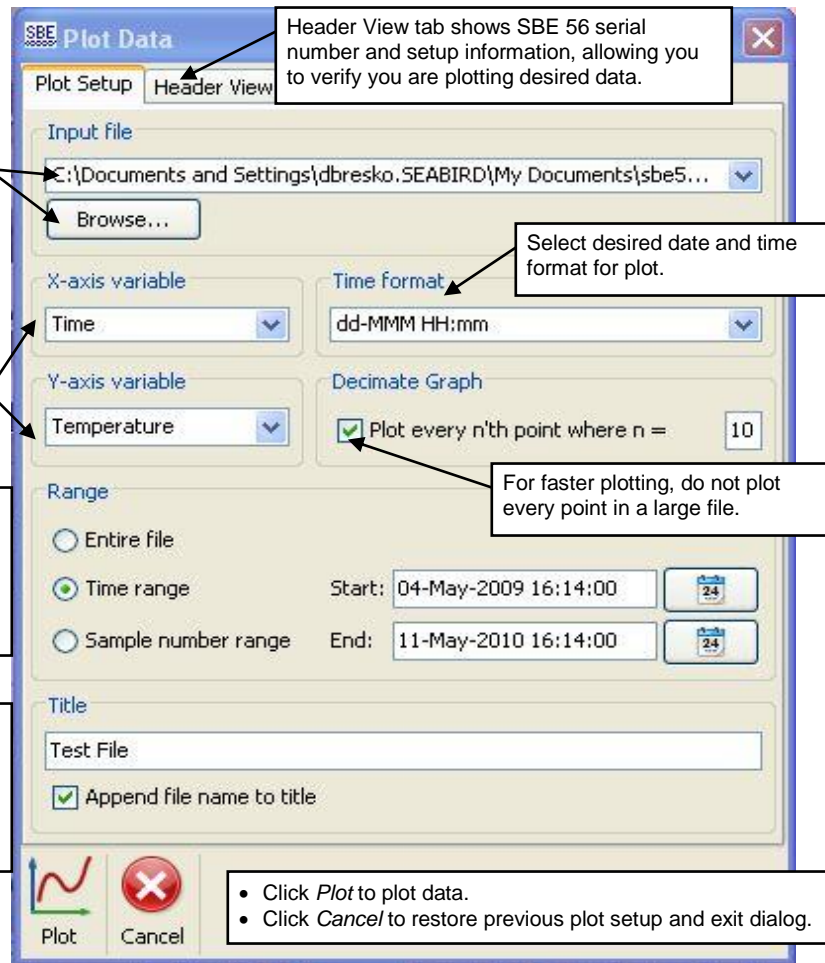 SBE Plot Data
Header View tab shows SBE 56 serial
number and setup information, allowing you
to verify you are plotting desired data.
Plot Setup
Header View
Input file
C:\Documents and Settings\dbresko.SEABIRD\My Documents\sbe5...
Browse...
Select desired date and time
format for plot.
X-axis variable
Time format
Time
dd-MMM HH:mm
Y-axis variable
Decimate Graph
Temperature
Plot every n'th point where n =
10
For faster plotting, do not plot
every point in a large file.
Range
Entire file
Time range
Start: 04-May-2009 16:14:00
24
Sample number range
End: 11-May-2010 16:14:00
24
Title
Test File
Append file name to title
Plot
Cancel
• Click Plot to plot data.
• Click Cancel to restore previous plot setup and exit dialog.